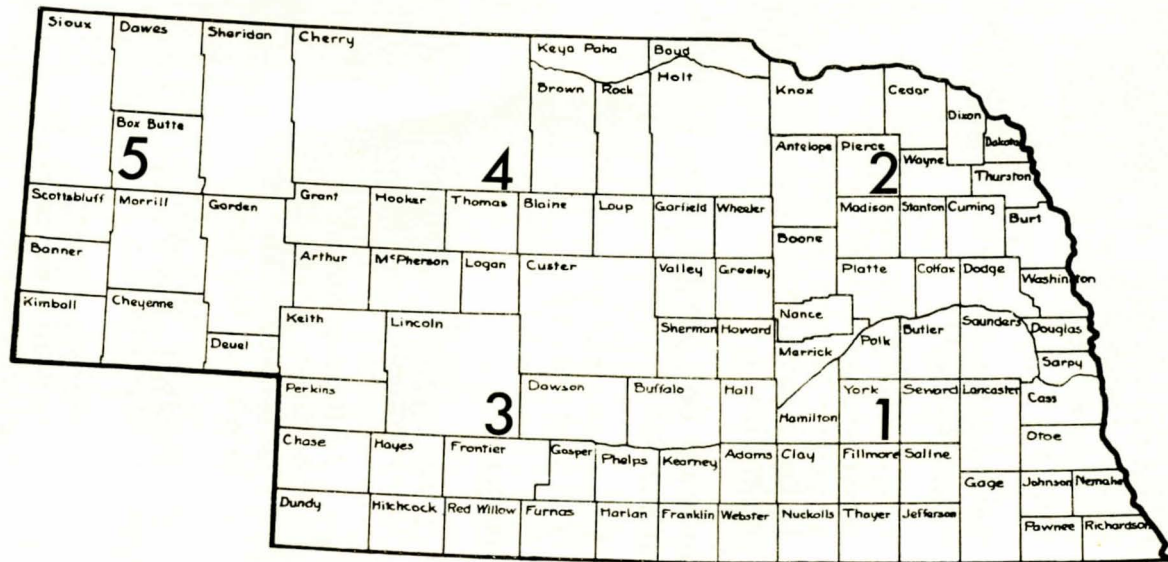 Sioux
Dawes
Sheridan
Cherry
Keya Paha
Boyd
Holt
Brown
Rock
Knox
Cedar
Dixon
Dakota
Box Butte
5
4
Antelope
Pierce
2
Wayne
Thurston
Scottsbluff
Morrill
Garden
Grant
Hooker
Thomas
Blaine
Loup
Garfield
Wheeler
Madison
Stanton
Cuming
Burt
Boone
Banner
Arthur
McPherson
Logan
Custer
Valley
Greeley
Platte
Colfax
Dodge
Washington
Kimball
Cheyenne
Deuel
Keith
Lincoln
Sherman
Howard
Nance
Merrick
Polk
Butler
Saunders
Douglas
Sarpy
Perkins
3
Dawson
Buffalo
Hall
Hamilton
York
1
Seward
Lancaster
Cass
Otoe
Chase
Hayes
Frontier
Gosper
Phelps
Kearney
Adams
Clay
Fillmore
Saline
Gage
Johnson
Nemaha
Dundy
Hitchcock
Red Willow
Furnas
Harlan
Franklin
Webster
Nuckolls
Thayer
Jefferson
Pawnee
Richardson